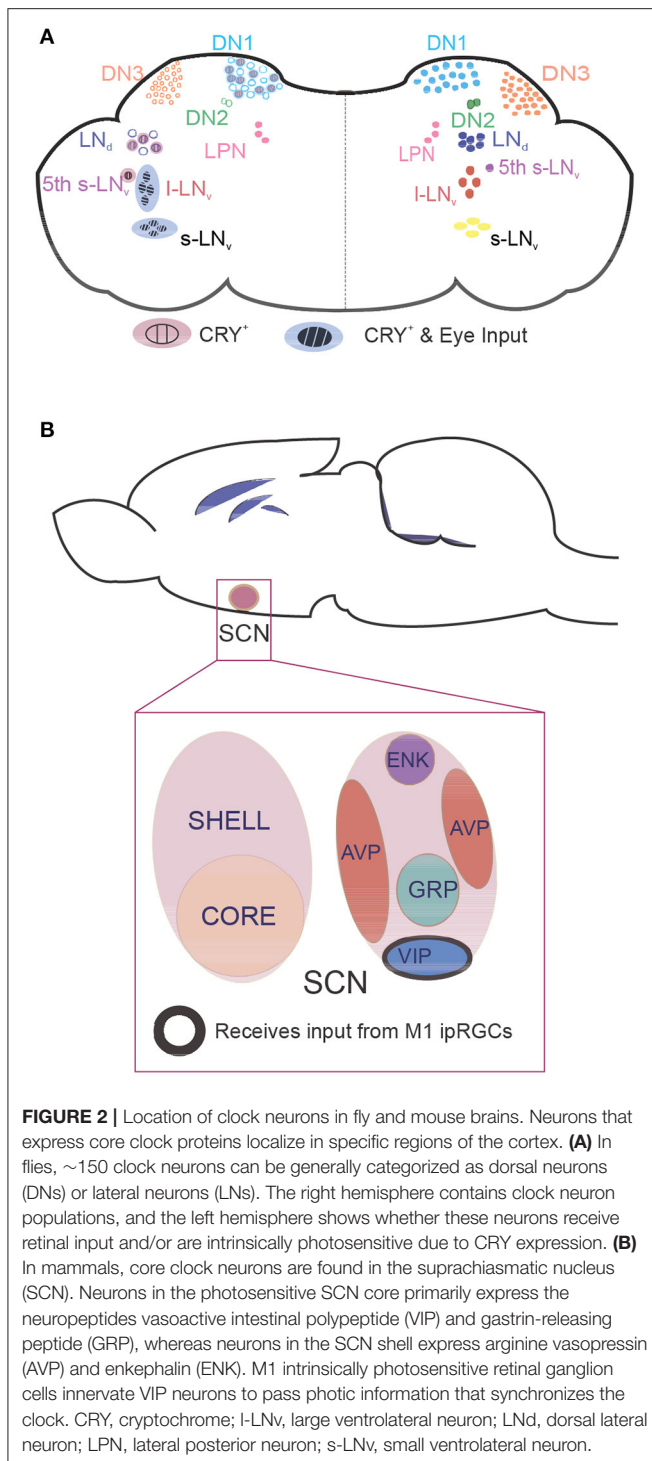 A
DN1
DN1
DN3
DN3
DN2
DN2
LNd
LPN
LPN
LNd
5th s-LNv
5th s-LNv
l-LNv
l-LNv
s-LNv
s-LNv
CRY+
CRY+ & Eye Input
B
SCN
ENK
SHELL
AVP
AVP
GRP
CORE
VIP
SCN
Receives input from M1 ipRGCs
FIGURE 2 | Location of clock neurons in fly and mouse brains. Neurons that
express core clock proteins localize in specific regions of the cortex. (A) In
flies, ~150 clock neurons can be generally categorized as dorsal neurons
(DNs) or lateral neurons (LNs). The right hemisphere contains clock neuron
populations, and the left hemisphere shows whether these neurons receive
retinal input and/or are intrinsically photosensitive due to CRY expression. (B)
In mammals, core clock neurons are found in the suprachiasmatic nucleus
(SCN). Neurons in the photosensitive SCN core primarily express the
neuropeptides vasoactive intestinal polypeptide (VIP) and gastrin-releasing
peptide (GRP), whereas neurons in the SCN shell express arginine vasopressin
(AVP) and enkephalin (ENK). M1 intrinsically photosensitive retinal ganglion
cells innervate VIP neurons to pass photic information that synchronizes the
clock. CRY, cryptochrome; l-LNv, large ventrolateral neuron; LNd, dorsal lateral
neuron; LPN, lateral posterior neuron; s-LNv, small ventrolateral neuron.